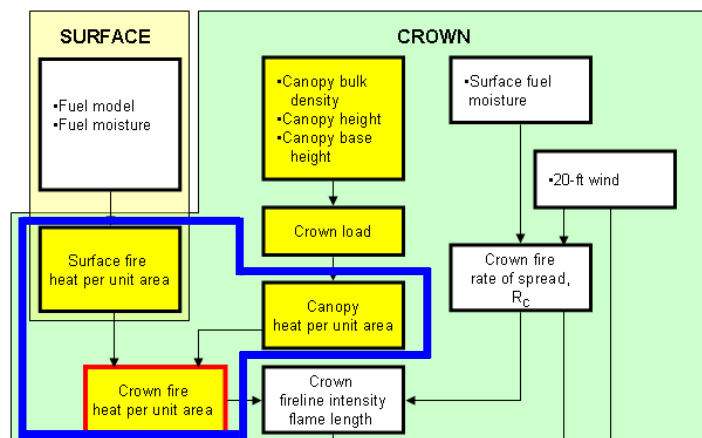 SURFACE
CROWN
•Fuel model
•Fuel moisture
•Canopy bulk
density
•Canopy height
•Canopy base
height
•Surface fuel
moisture
•20-ft wind
Surface fire
heat per unit area
Crown load
Crown fire
rate of spread,
RC
Canopy
heat per unit area
Crown fire
heat per unit area
Crown
fireline intensity
flame length